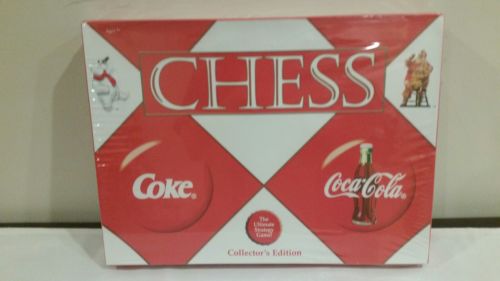 CHESS
Coke
Coca-Cola
The
Ultimate
Strategy
Game!
Collector's Edition